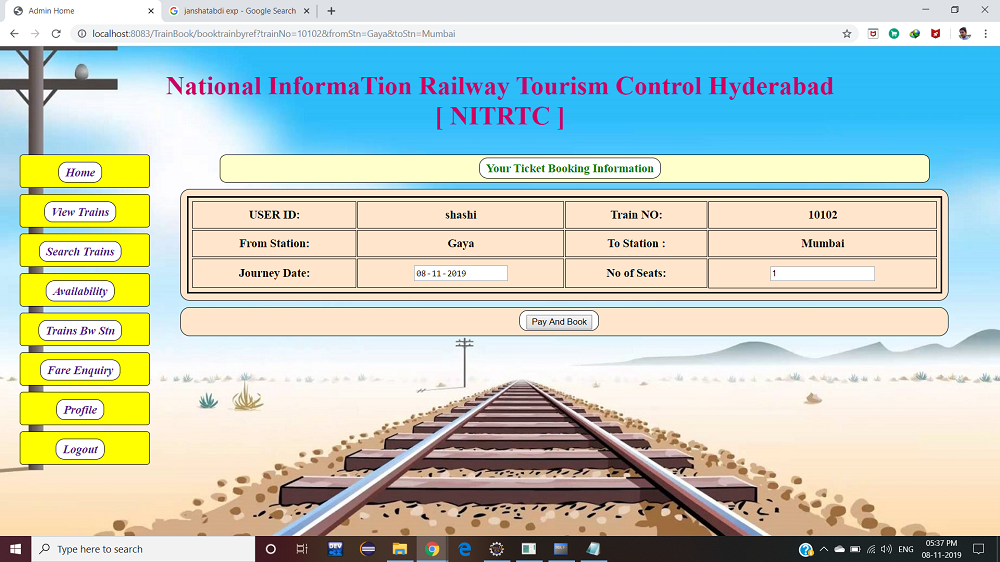 Admin Home
janshatabdi exp - Google Search
localhost:8083/TrainBook/booktrainbyref?trainNo=10102&fromStn=Gaya&toStn=Mumbai
National InformaTion Railway Tourism Control Hyderabad
[ NITRTC ]
Your Ticket Booking Information
Home
View Trains
Search Trains
Availability
Trains Bw Stn
Fare Enquiry
Profile
Logout
USER ID: shashi Train NO: 10102
From Station: Gaya To Station : Mumbai
Journey Date: 08-11-2019 No of Seats: 1
Pay And Book
Type here to search
DEV
ENG
05:37 PM
08-11-2019